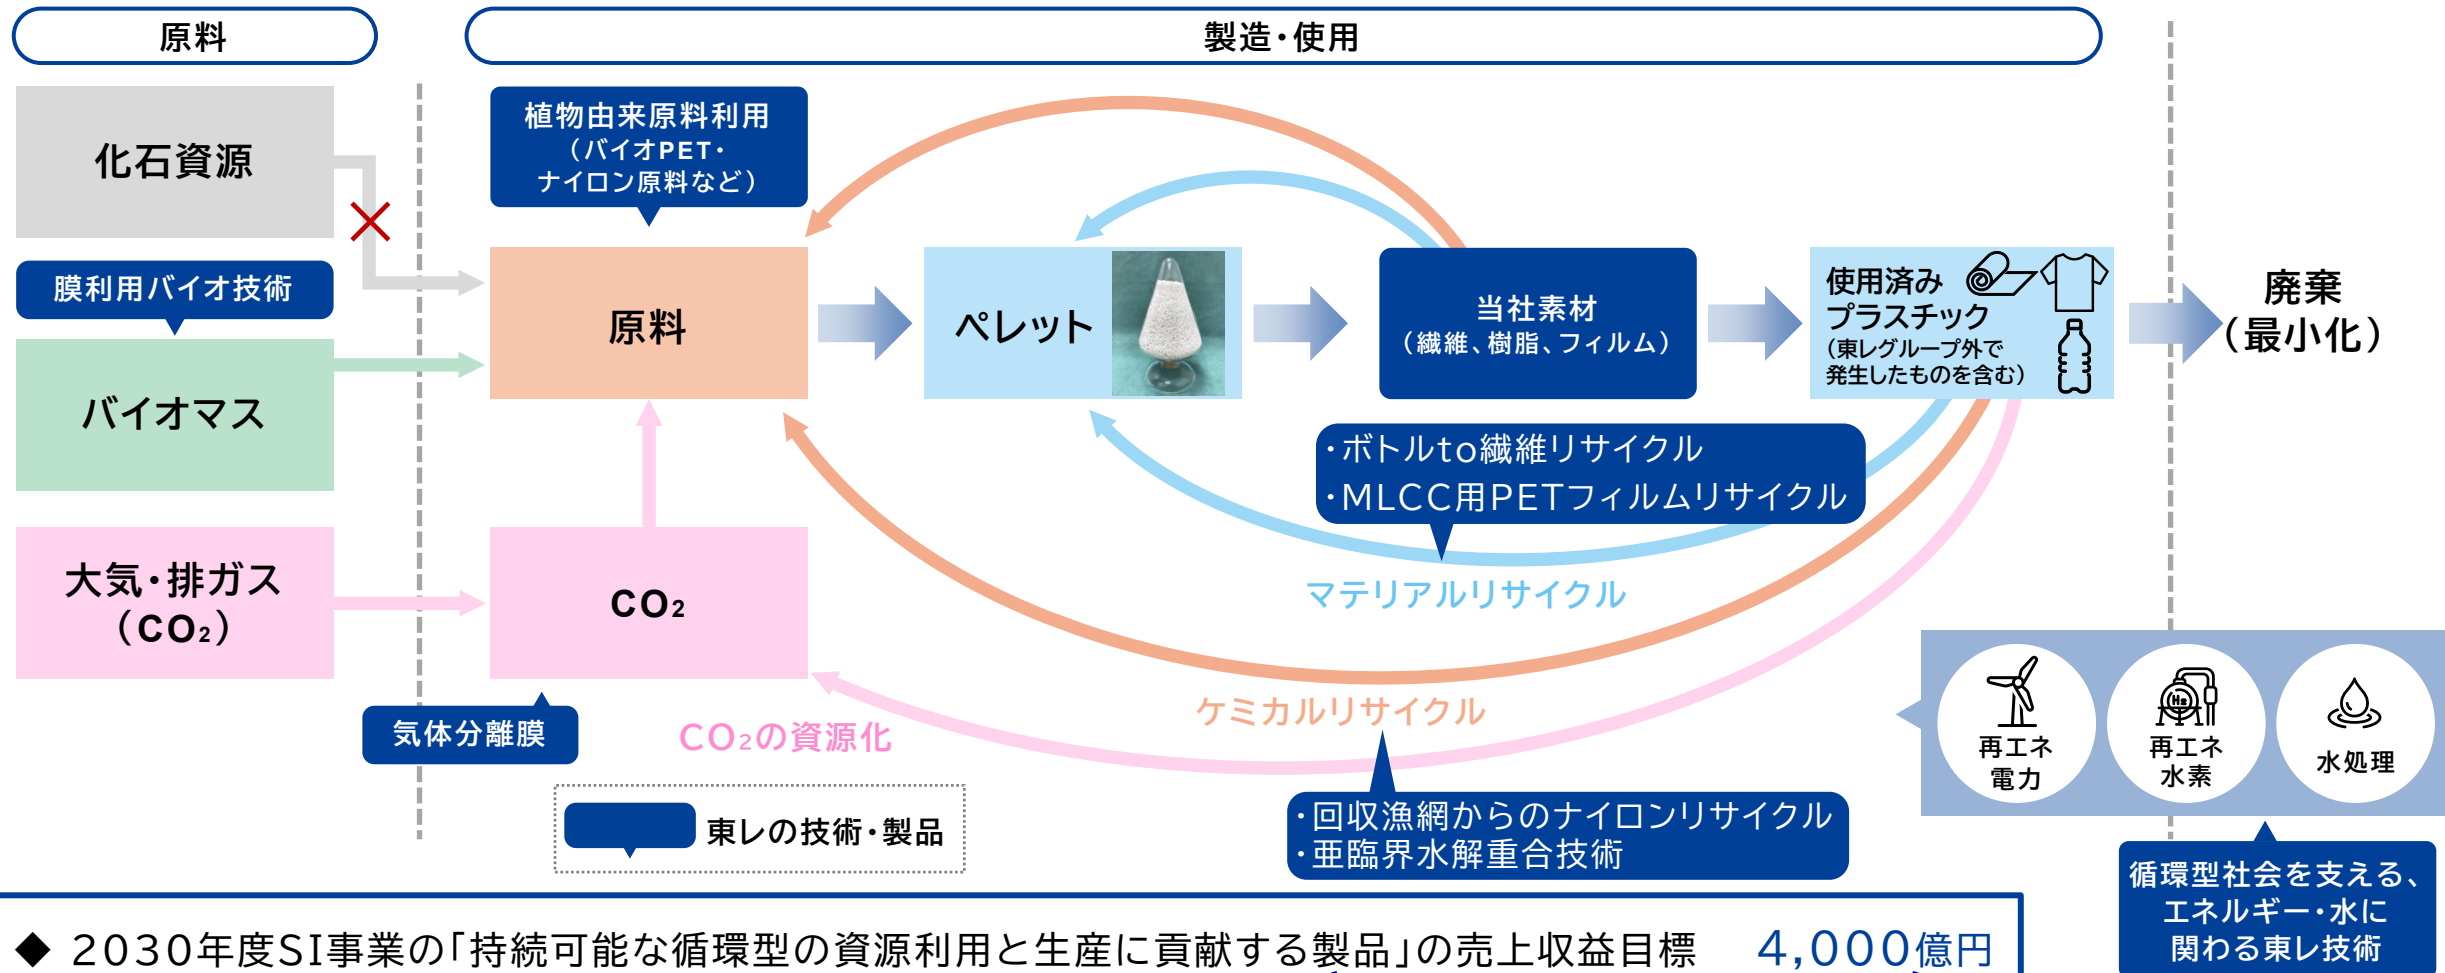 原料
製造・使用
化石資源
植物由来原料利用
（バイオPET・
ナイロン原料など）
膜利用バイオ技術
バイオマス
大気・排ガス
（CO₂）
原料
ペレット
当社素材
（繊維、樹脂、フィルム）
使用済み
プラスチック
（東レグループ外で
発生したものを含む）
廃棄
（最小化）
CO₂
気体分離膜
・ボトルto繊維リサイクル
・MLCC用PETフィルムリサイクル
マテリアルリサイクル
ケミカルリサイクル
CO₂の資源化
・回収漁網からのナイロンリサイクル
・亜臨界水解重合技術
東レの技術・製品
再エネ
電力
H₂
再エネ
水素
水処理
循環型社会を支える、
エネルギー・水に
関わる東レ技術
◆ 2030年度SI事業の「持続可能な循環型の資源利用と生産に貢献する製品」の売上収益目標 4,000億円